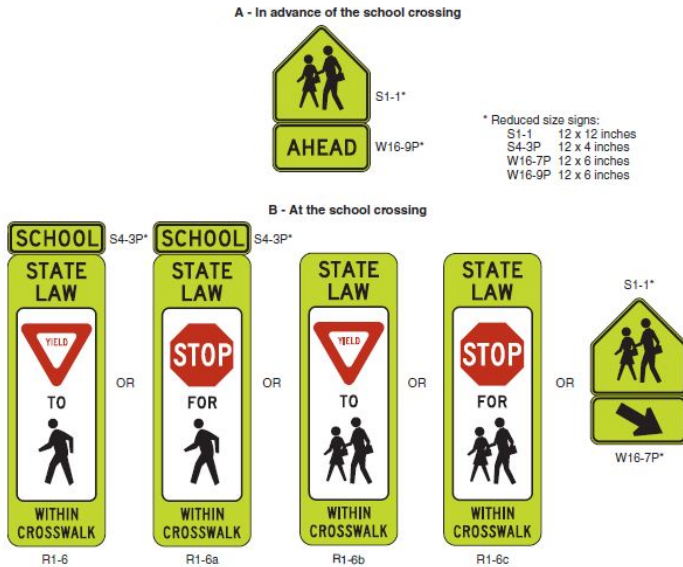 A - In advance of the school crossing
S1-1*
AHEAD
W16-9P*
* Reduced size signs:
S1-1 12 x 12 inches
S4-3P 12 x 4 inches
W16-7P 12 x 6 inches
W16-9P 12 x 6 inches
B - At the school crossing
SCHOOL
S4-3P*
STATE
LAW
YIELD
TO
WITHIN
CROSSWALK
R1-6
OR
SCHOOL
S4-3P*
STATE
LAW
STOP
FOR
WITHIN
CROSSWALK
R1-6a
OR
STATE
LAW
YIELD
TO
WITHIN
CROSSWALK
R1-6b
OR
STATE
LAW
STOP
FOR
WITHIN
CROSSWALK
R1-6c
OR
S1-1*
W16-7P*